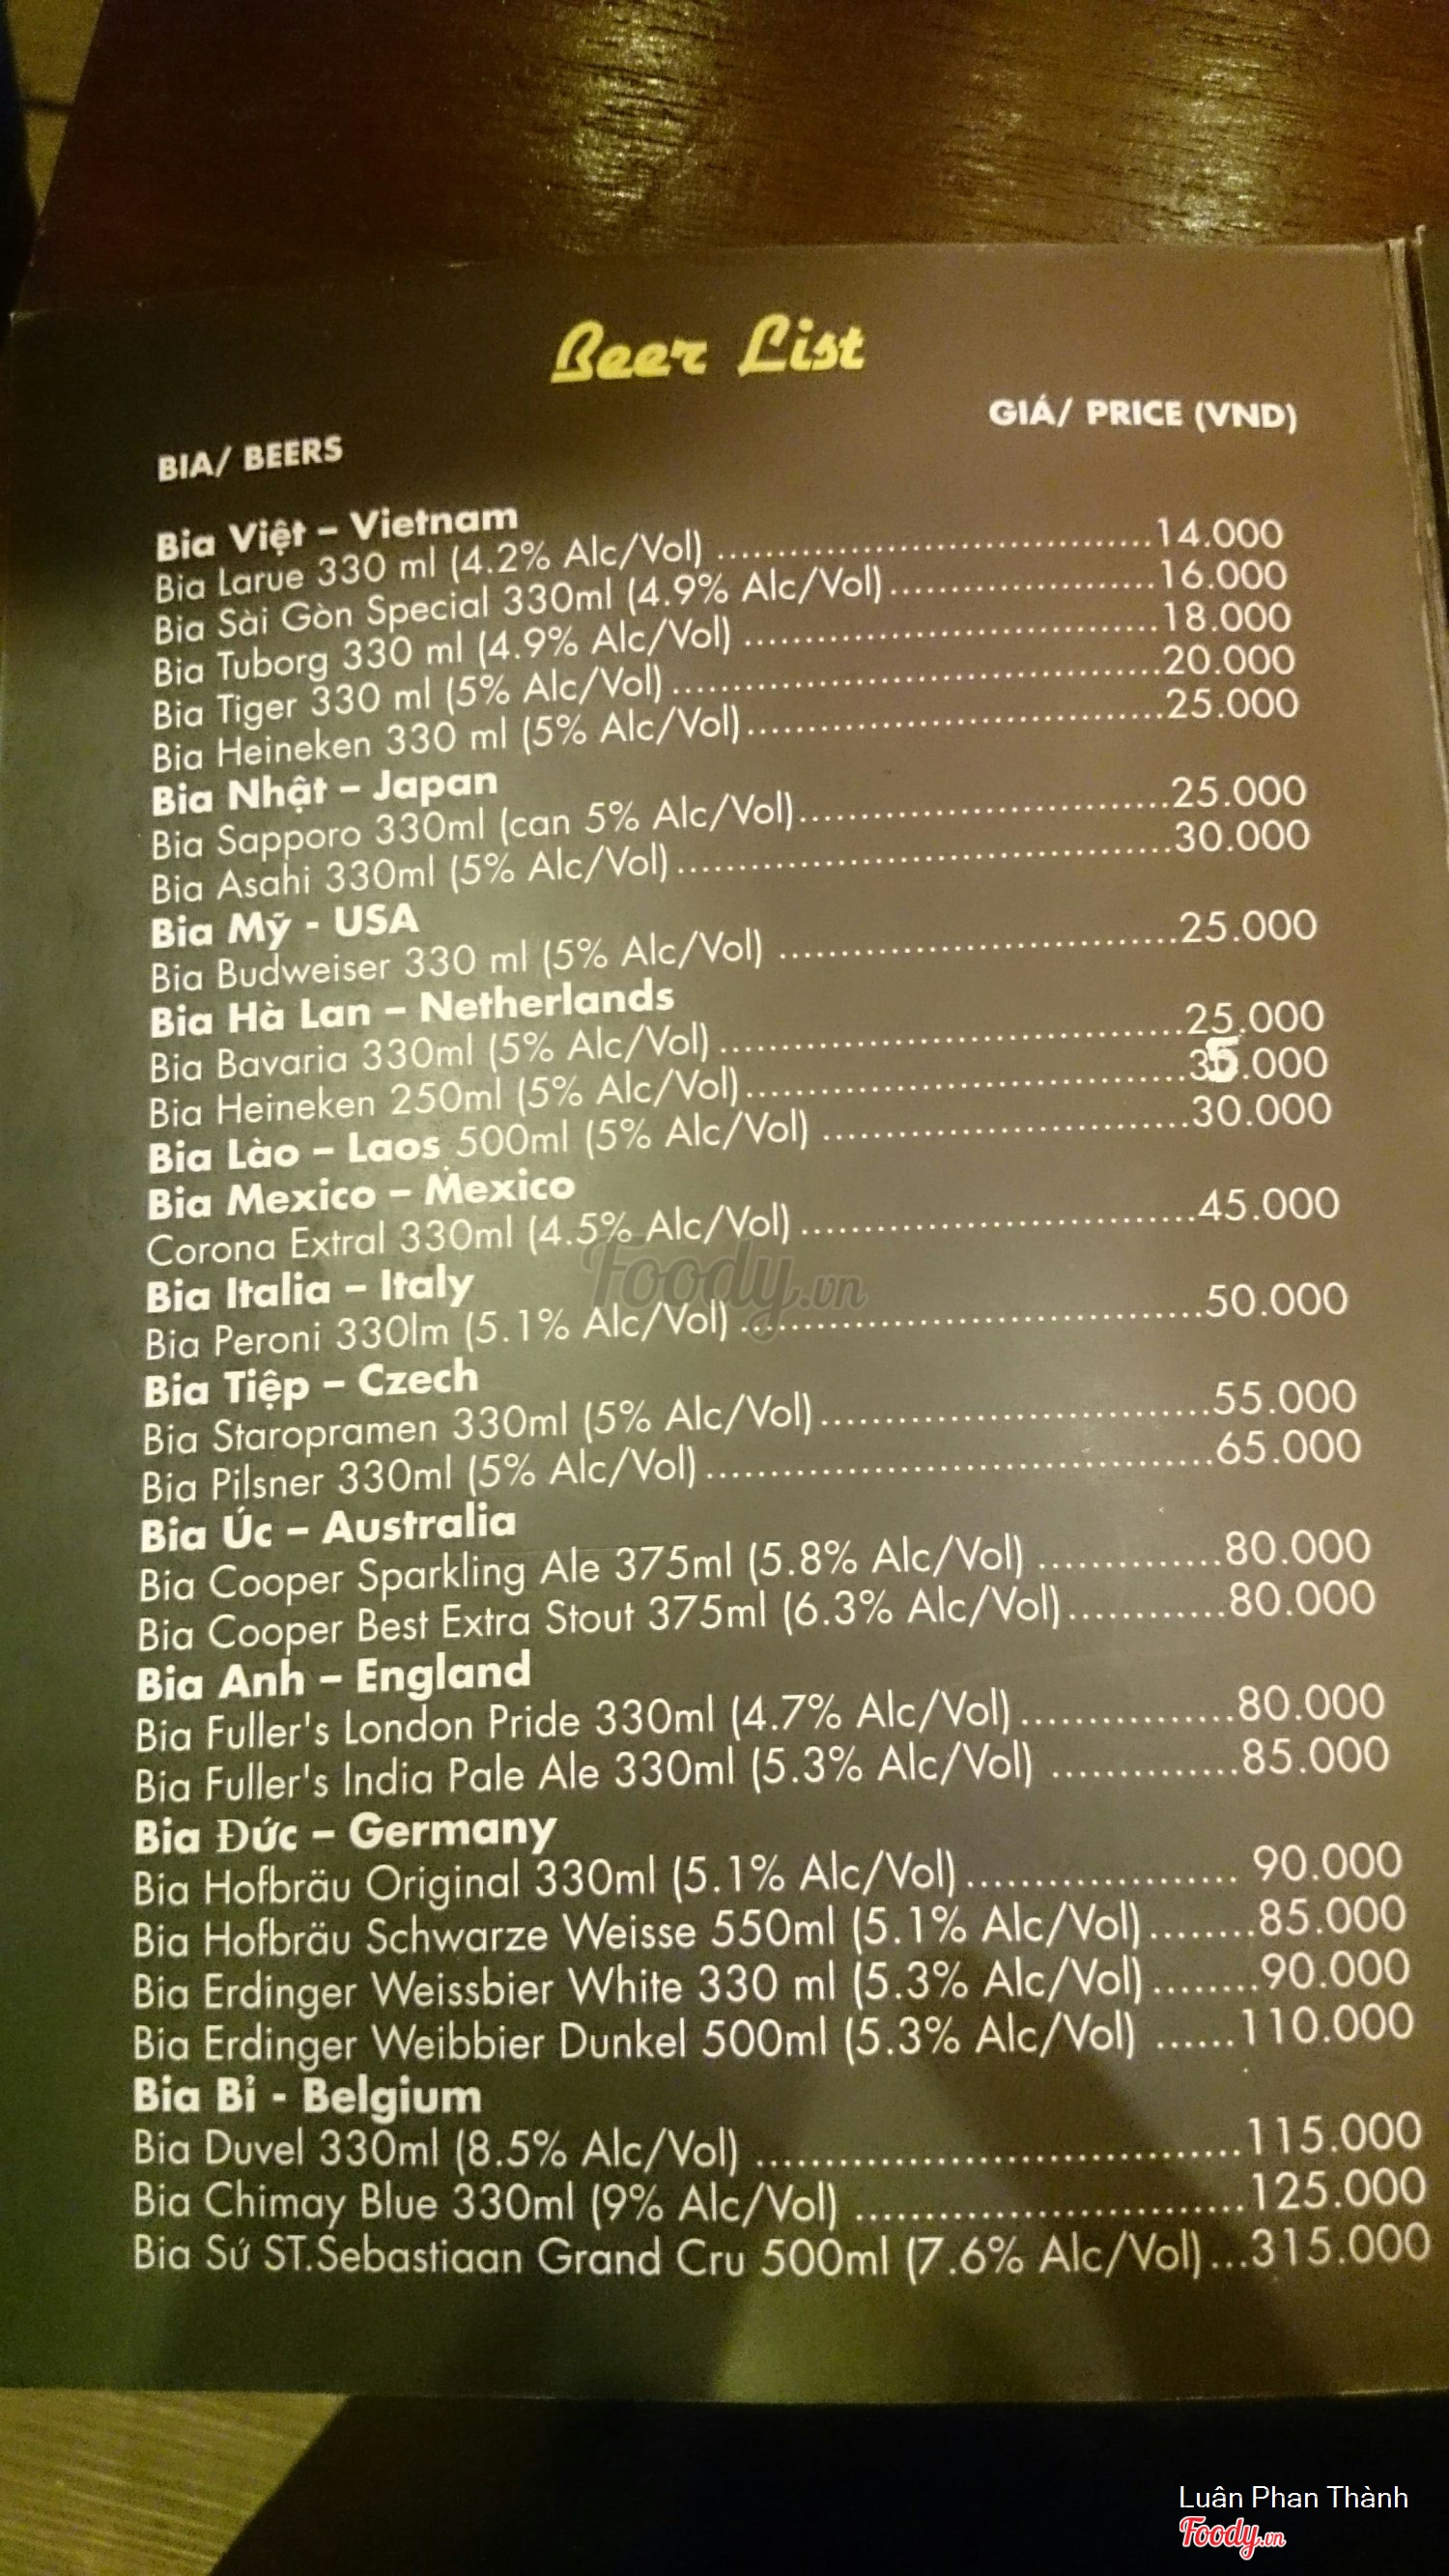 Beer List
BIA/ BEERS
GIÁ/ PRICE (VND)
Bia Việt – Vietnam
Bia Larue 330 ml (4.2% Alc/Vol) ....................................14.000
Bia Sài Gòn Special 330ml (4.9% Alc/Vol)......................16.000
Bia Tuborg 330 ml (4.9% Alc/Vol) ..................................18.000
Bia Tiger 330 ml (5% Alc/Vol) ........................................20.000
Bia Heineken 330 ml (5% Alc/Vol)..................................25.000
Bia Nhật – Japan
Bia Sapporo 330ml (can 5% Alc/Vol)..............................25.000
Bia Asahi 330ml (5% Alc/Vol) ........................................30.000
Bia Mỹ - USA
Bia Budweiser 330 ml (5% Alc/Vol) ................................25.000
Bia Hà Lan – Netherlands
Bia Bavaria 330ml (5% Alc/Vol) .....................................25.000
Bia Heineken 250ml (5% Alc/Vol)...................................35.000
Bia Lào – Laos 500ml (5% Alc/Vol) .............................30.000
Bia Mexico – Mexico
Corona Extral 330ml (4.5% Alc/Vol) ...............................45.000
Bia Italia – Italy
Bia Peroni 330lm (5.1% Alc/Vol) ....................................50.000
Bia Tiệp – Czech
Bia Staropramen 330ml (5% Alc/Vol)..............................55.000
Bia Pilsner 330ml (5% Alc/Vol) ......................................65.000
Bia Úc – Australia
Bia Cooper Sparkling Ale 375ml (5.8% Alc/Vol) ..............80.000
Bia Cooper Best Extra Stout 375ml (6.3% Alc/Vol)............80.000
Bia Anh – England
Bia Fuller's London Pride 330ml (4.7% Alc/Vol) ................80.000
Bia Fuller's India Pale Ale 330ml (5.3% Alc/Vol) ..............85.000
Bia Đức – Germany
Bia Hofbräu Original 330ml (5.1% Alc/Vol).................... 90.000
Bia Hofbräu Schwarze Weisse 550ml (5.1% Alc/Vol)........85.000
Bia Erdinger Weissbier White 330 ml (5.3% Alc/Vol)........90.000
Bia Erdinger Weibbier Dunkel 500ml (5.3% Alc/Vol) ......110.000
Bia Bỉ - Belgium
Bia Duvel 330ml (8.5% Alc/Vol) ....................................115.000
Bia Chimay Blue 330ml (9% Alc/Vol) .............................125.000
Bia Sứ ST.Sebastiaan Grand Cru 500ml (7.6% Alc/Vol)...315.000
Foody.vn
Luân Phan Thành
Foody.vn